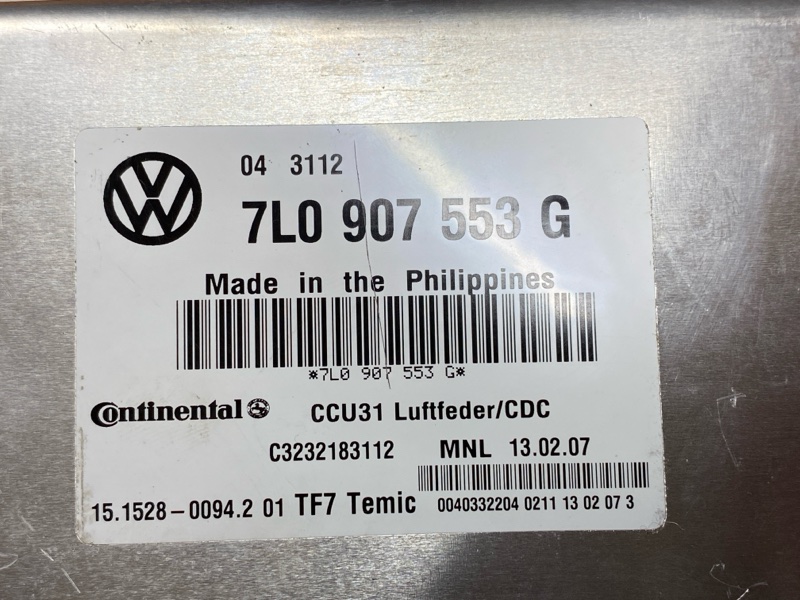 04 3112
7L0 907 553 G
Made in the Philippines
*7L0 907 553 G*
Continental CCU31 Luftfeder/CDC
C3232183112 MNL 13.02.07
15.1528-0094.2 01 TF7 Temic 0040332204 0211 13 02 07 3